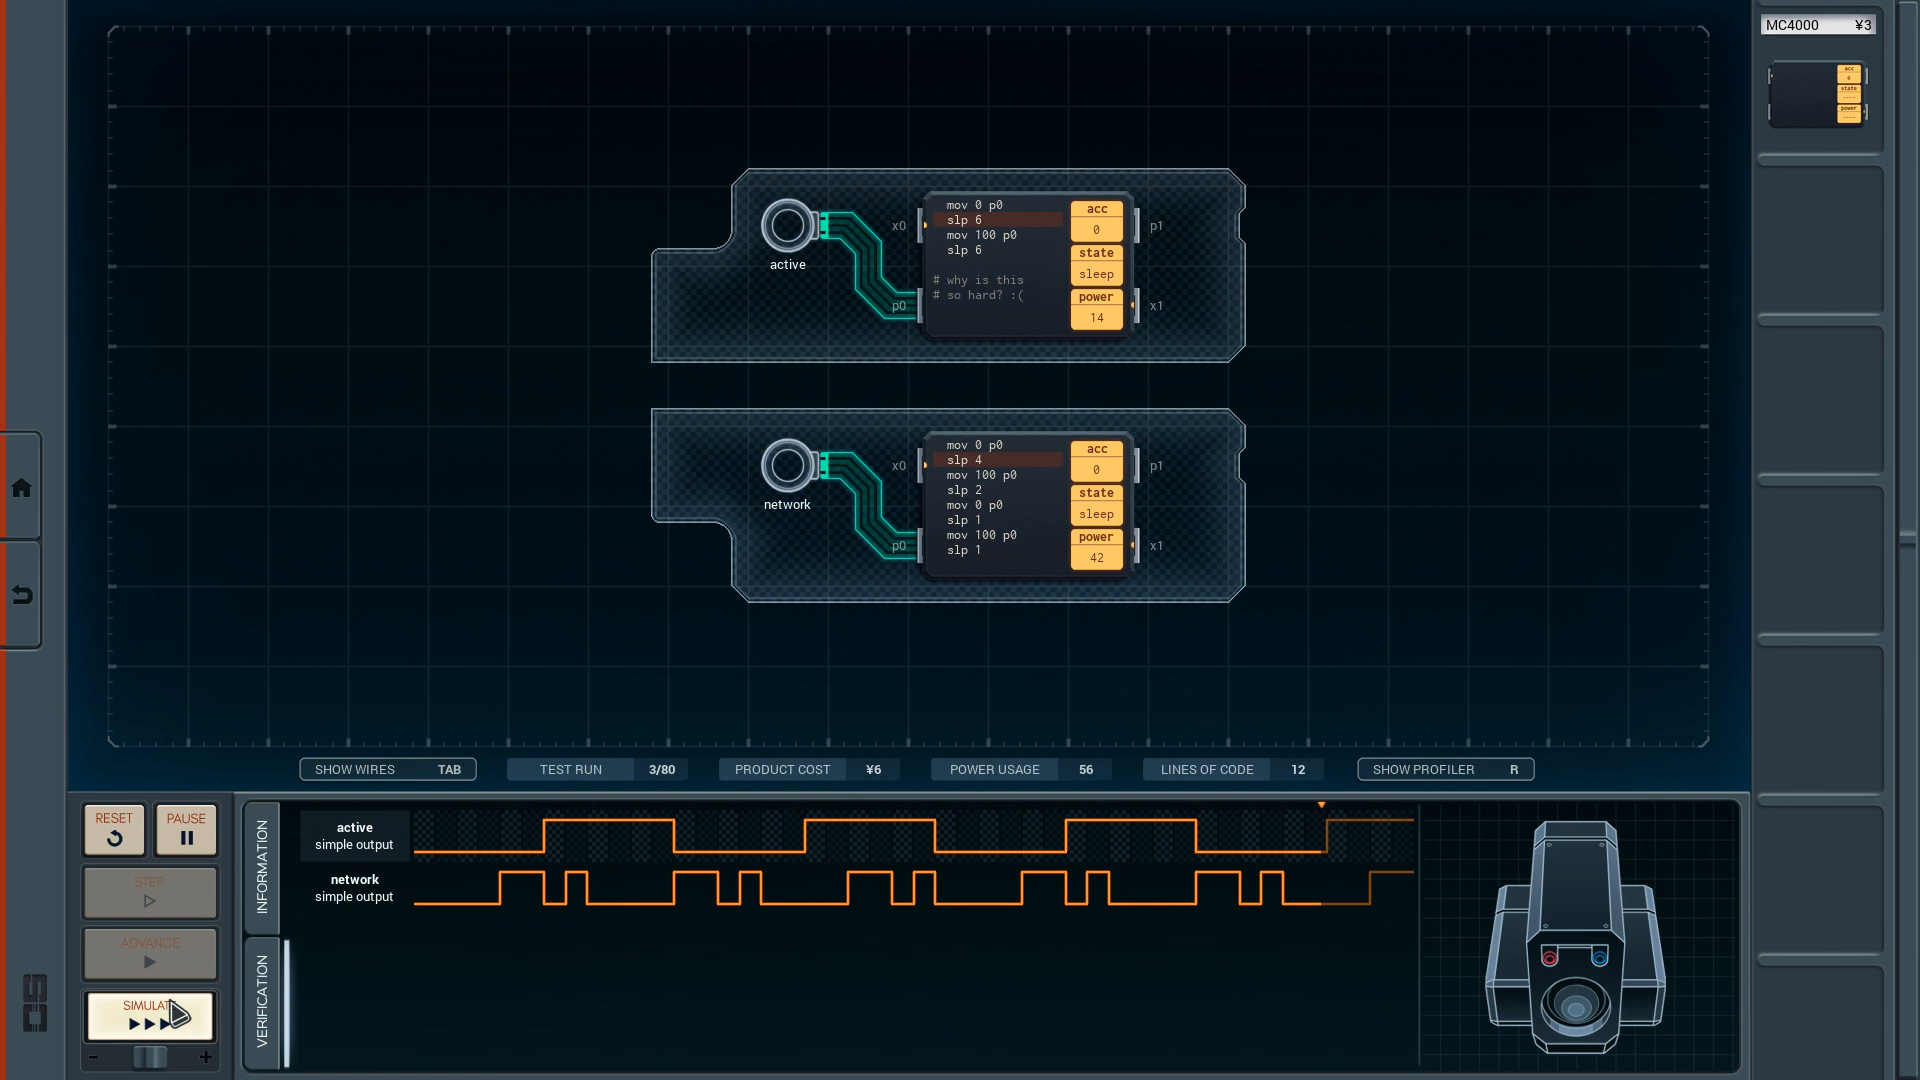 MC4000 ¥3
acc
0
state
power
active
x0
p0
mov 0 p0
slp 6
mov 100 p0
slp 6
# why is this
# so hard? :(
acc
0
state
sleep
power
14
p1
x1
network
x0
p0
mov 0 p0
slp 4
mov 100 p0
slp 2
mov 0 p0
slp 1
mov 100 p0
slp 1
acc
0
state
sleep
power
42
p1
x1
SHOW WIRES TAB
TEST RUN 3/80
PRODUCT COST ¥6
POWER USAGE 56
LINES OF CODE 12
SHOW PROFILER R
RESET
PAUSE
STEP
ADVANCE
- +
INFORMATION
VERIFICATION
active
simple output
network
simple output